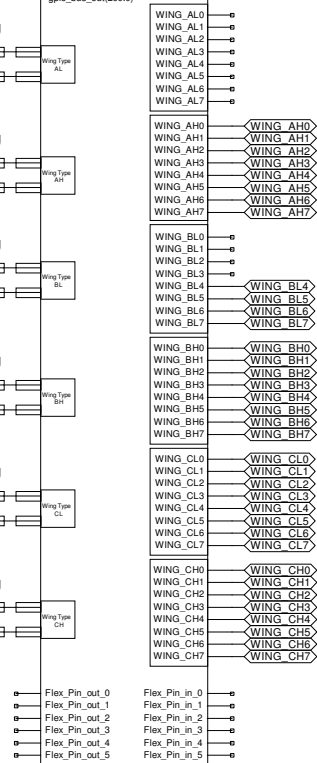 WING_AL0
WING_AL1
WING_AL2
WING_AL3
WING_AL4
WING_AL5
WING_AL6
WING_AL7
Wing Type
AL
WING_AH0 WING_AH0
WING_AH1 WING_AH1
WING_AH2 WING_AH2
WING_AH3 WING_AH3
WING_AH4 WING_AH4
WING_AH5 WING_AH5
WING_AH6 WING_AH6
WING_AH7 WING_AH7
Wing Type
AH
WING_BL0
WING_BL1
WING_BL2
WING_BL3
WING_BL4 WING_BL4
WING_BL5 WING_BL5
WING_BL6 WING_BL6
WING_BL7 WING_BL7
Wing Type
BL
WING_BH0 WING_BH0
WING_BH1 WING_BH1
WING_BH2 WING_BH2
WING_BH3 WING_BH3
WING_BH4 WING_BH4
WING_BH5 WING_BH5
WING_BH6 WING_BH6
WING_BH7 WING_BH7
Wing Type
BH
WING_CL0 WING_CL0
WING_CL1 WING_CL1
WING_CL2 WING_CL2
WING_CL3 WING_CL3
WING_CL4 WING_CL4
WING_CL5 WING_CL5
WING_CL6 WING_CL6
WING_CL7 WING_CL7
Wing Type
CL
WING_CH0 WING_CH0
WING_CH1 WING_CH1
WING_CH2 WING_CH2
WING_CH3 WING_CH3
WING_CH4 WING_CH4
WING_CH5 WING_CH5
WING_CH6 WING_CH6
WING_CH7 WING_CH7
Wing Type
CH
Flex_Pin_out_0 Flex_Pin_in_0
Flex_Pin_out_1 Flex_Pin_in_1
Flex_Pin_out_2 Flex_Pin_in_2
Flex_Pin_out_3 Flex_Pin_in_3
Flex_Pin_out_4 Flex_Pin_in_4
Flex_Pin_out_5 Flex_Pin_in_5